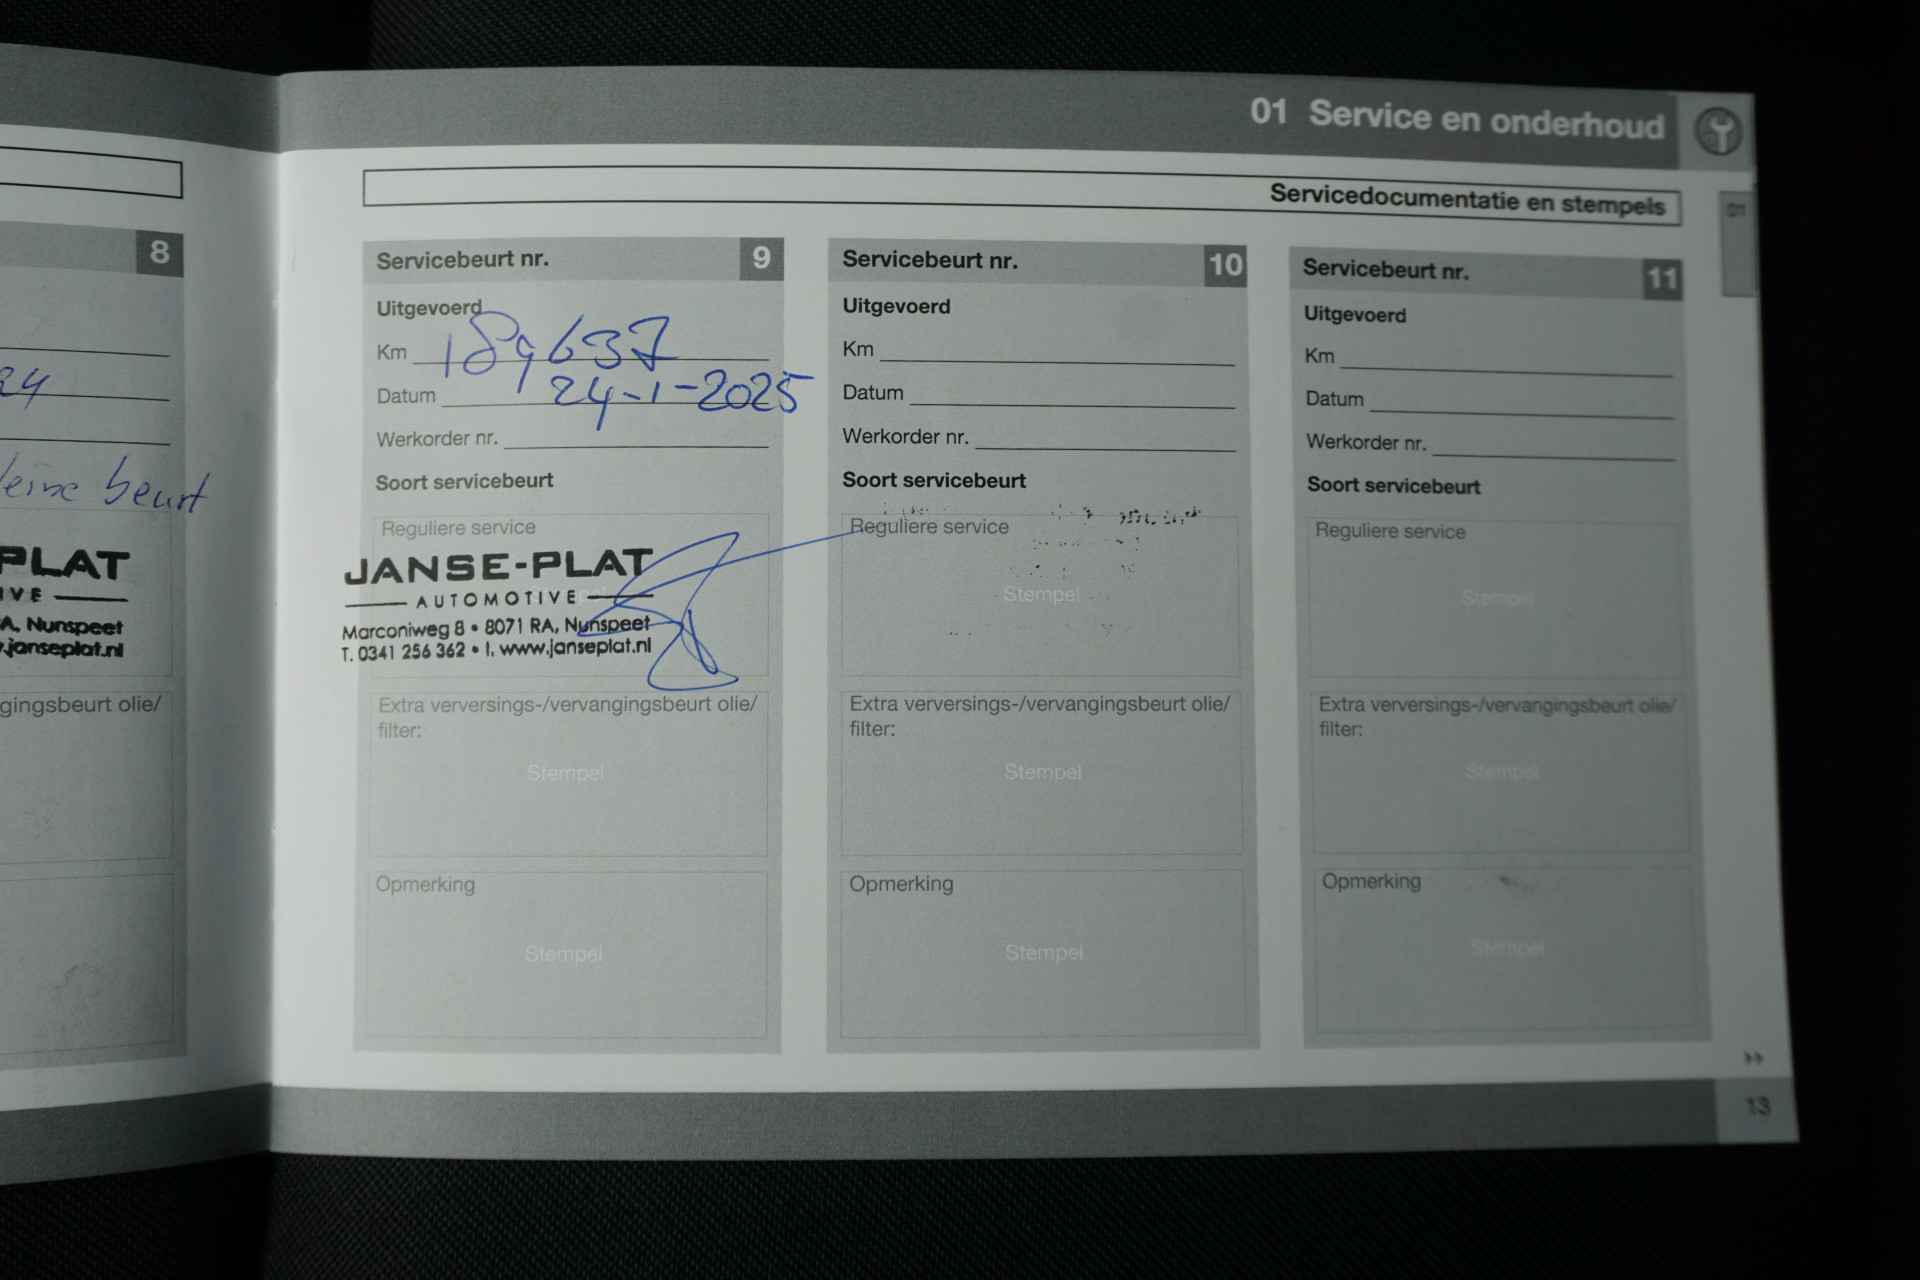 01 Service en onderhoud
Servicedocumentatie en stempels
01
8
24
beurt
PLAT
IVE
A, Nunspeet
.janseplat.nl
gingsbeurt olie/
Servicebeurt nr. 9
Uitgevoerd
Km 189637
Datum 24-1-2025
Werkorder nr.
Soort servicebeurt
Reguliere service
JANSE-PLAT
AUTOMOTIVE
Marconiweg 8 • 8071 RA, Nunspeet
T. 0341 256 362 • I. www.janseplat.nl
Extra verversings-/vervangingsbeurt olie/
filter:
Stempel
Opmerking
Stempel
Servicebeurt nr. 10
Uitgevoerd
Km
Datum
Werkorder nr.
Soort servicebeurt
Reguliere service
Stempel
Extra verversings-/vervangingsbeurt olie/
filter:
Stempel
Opmerking
Stempel
Servicebeurt nr. 11
Uitgevoerd
Km
Datum
Werkorder nr.
Soort servicebeurt
Reguliere service
Stempel
Extra verversings-/vervangingsbeurt olie/
filter:
Stempel
Opmerking
Stempel
13